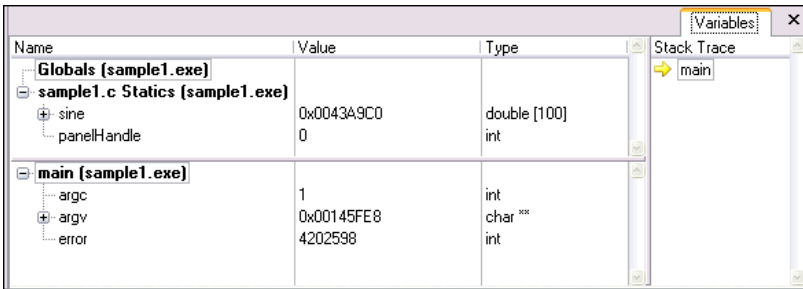 Variables
Name Value Type Stack Trace
Globals (sample1.exe) main
sample1.c Statics (sample1.exe)
sine 0x0043A9C0 double [100]
panelHandle 0 int
main (sample1.exe)
argc 1 int
argv 0x00145FE8 char **
error 4202598 int